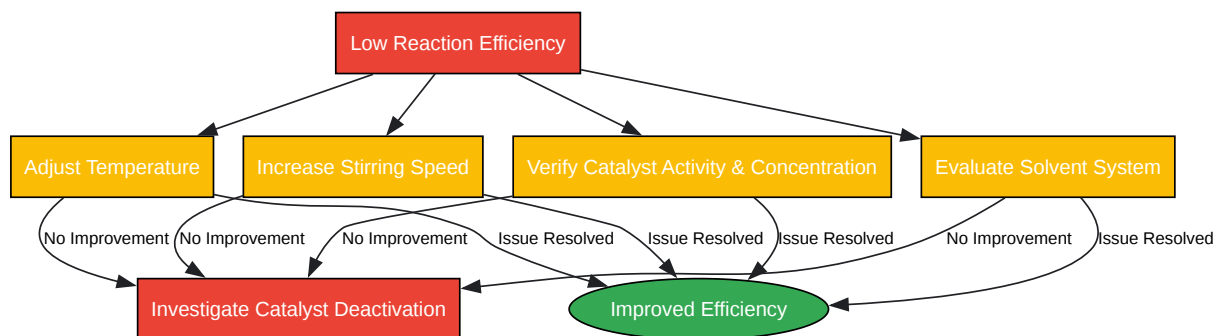 Low Reaction Efficiency
Adjust Temperature
Increase Stirring Speed
Verify Catalyst Activity & Concentration
Evaluate Solvent System
No Improvement
No Improvement
No Improvement
Issue Resolved
Issue Resolved
Issue Resolved
No Improvement
Issue Resolved
Investigate Catalyst Deactivation
Improved Efficiency